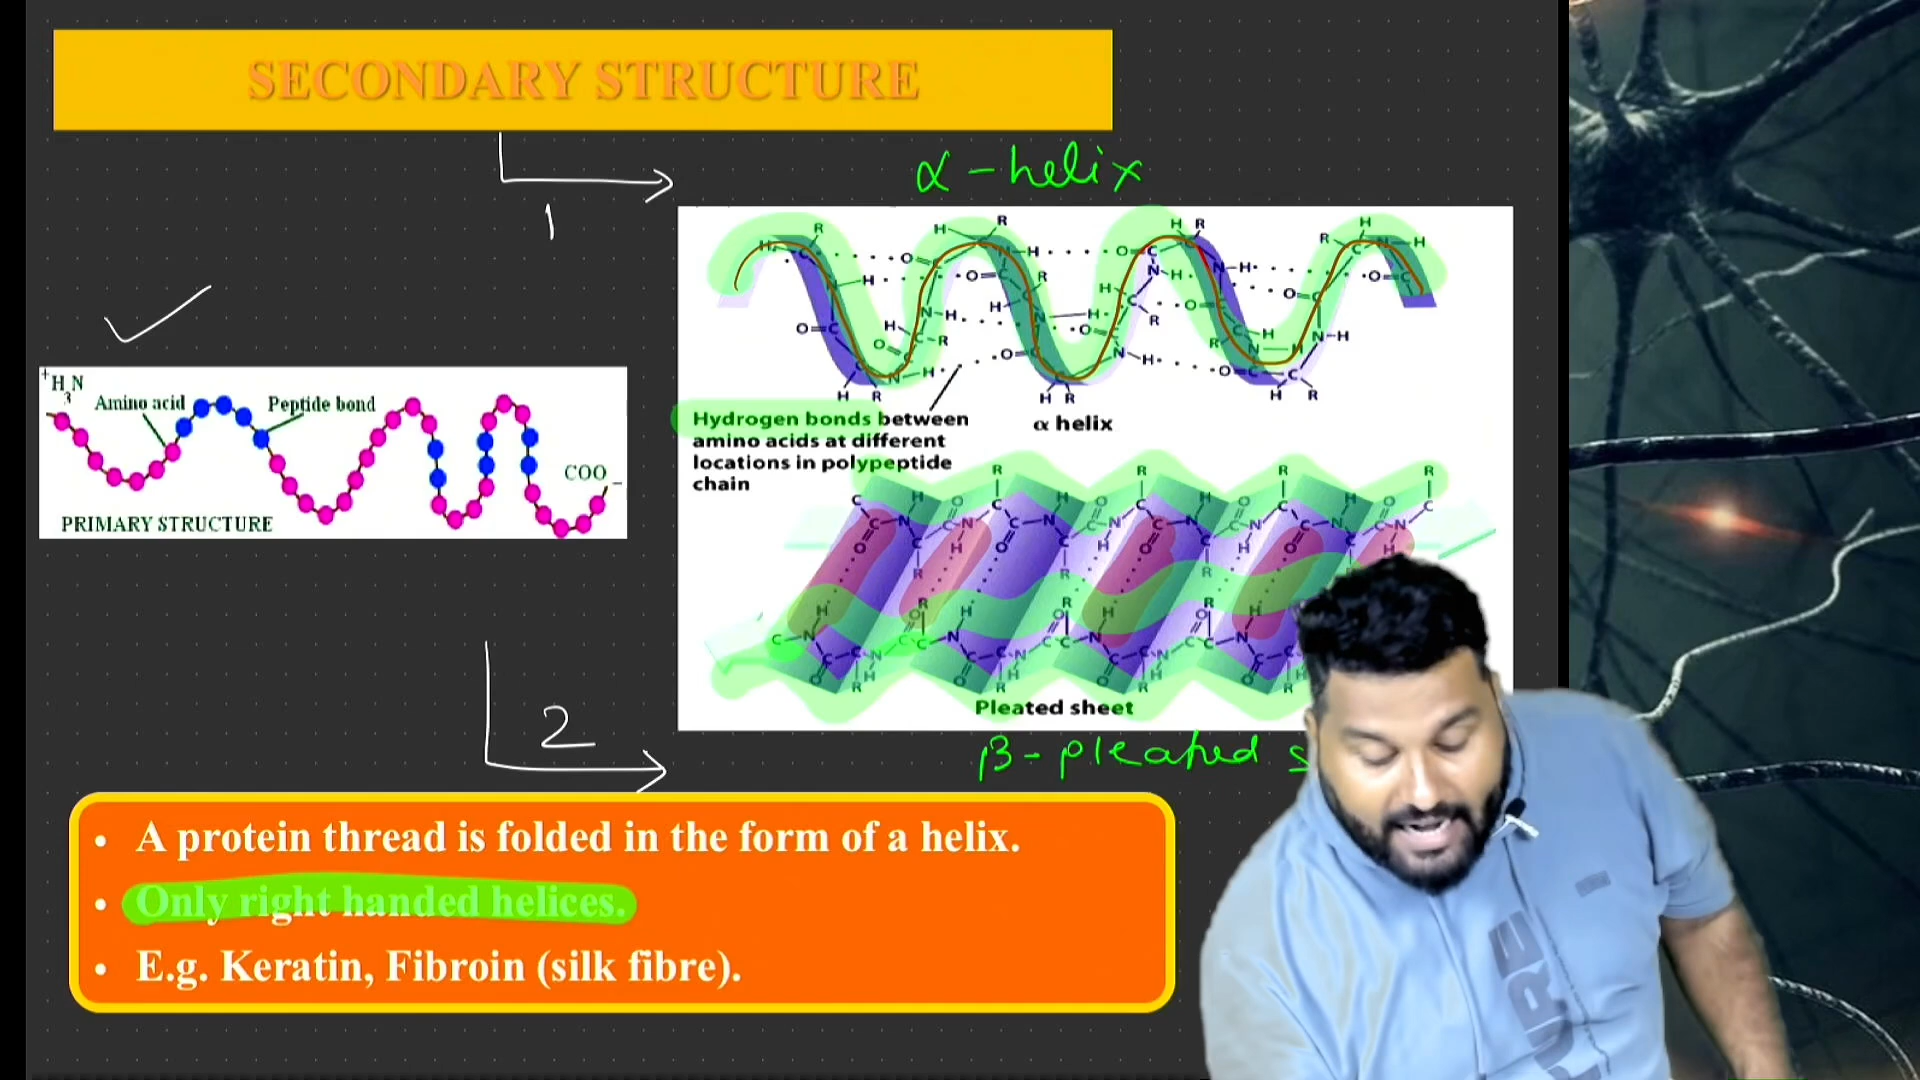 SECONDARY STRUCTURE
α - helix
1
Hydrogen bonds between
amino acids at different
locations in polypeptide
chain
α helix
+H3N
Amino acid
Peptide bond
COO-
PRIMARY STRUCTURE
Pleated sheet
2
β - pleated s
• A protein thread is folded in the form of a helix.
• Only right handed helices.
• E.g. Keratin, Fibroin (silk fibre).